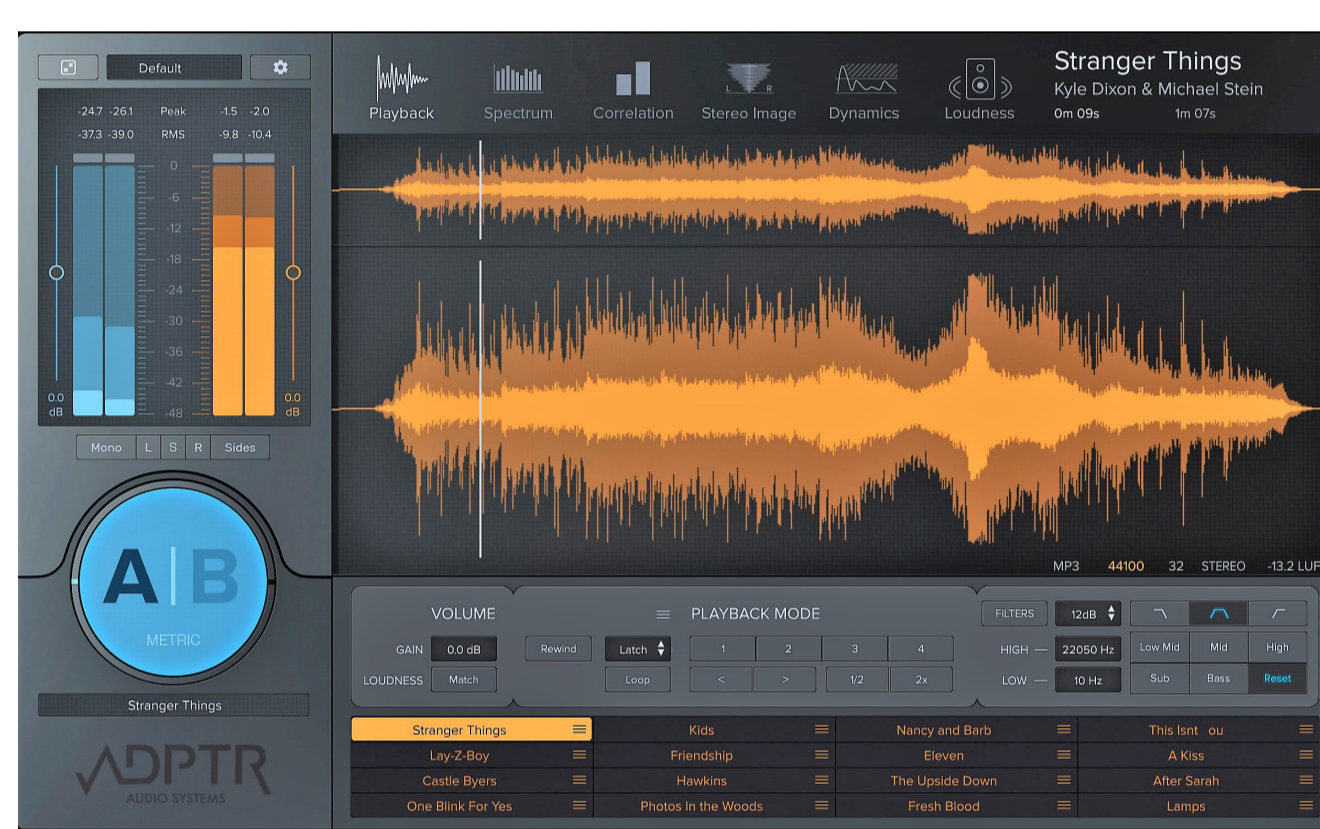 Default
-24.7 -26.1 Peak -1.5 -2.0
-37.3 -39.0 RMS -9.8 -10.4
0
-6
-12
-18
-24
-30
-36
-42
-48
0.0
dB
0.0
dB
Mono L S R Sides
A|B
METRIC
Stranger Things
ADPTR
AUDIO SYSTEMS
Playback Spectrum Correlation L R Stereo Image Dynamics Loudness
Stranger Things
Kyle Dixon & Michael Stein
0m 09s 1m 07s
MP3 44100 32 STEREO -13.2 LUF
VOLUME
GAIN 0.0 dB
LOUDNESS Match
PLAYBACK MODE
Rewind Latch 1 2 3 4
Loop < > 1/2 2x
FILTERS 12dB
HIGH 22050 Hz Low Mid Mid High
LOW 10 Hz Sub Bass Reset
Stranger Things Kids Nancy and Barb This Isnt ou
Lay-Z-Boy Friendship Eleven A Kiss
Castle Byers Hawkins The Upside Down After Sarah
One Blink For Yes Photos In the Woods Fresh Blood Lamps